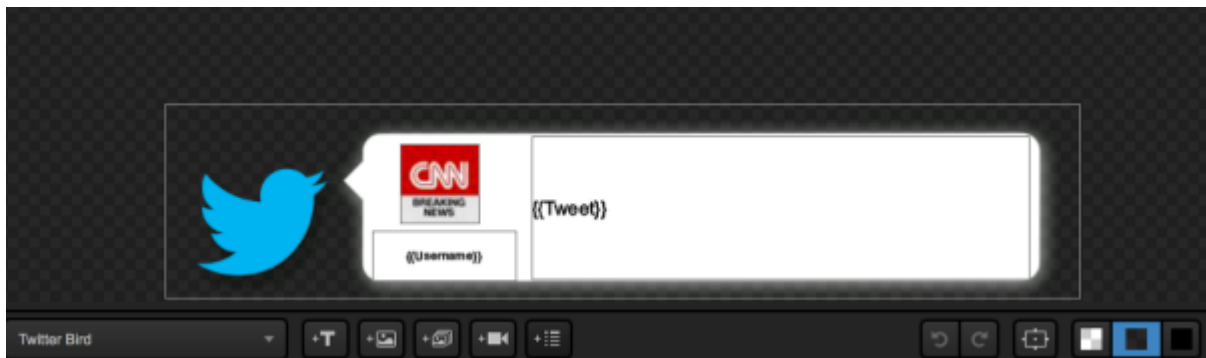 CNN
BREAKING
NEWS
{{Tweet}}
{{Username}}
Twitter Bird
+T